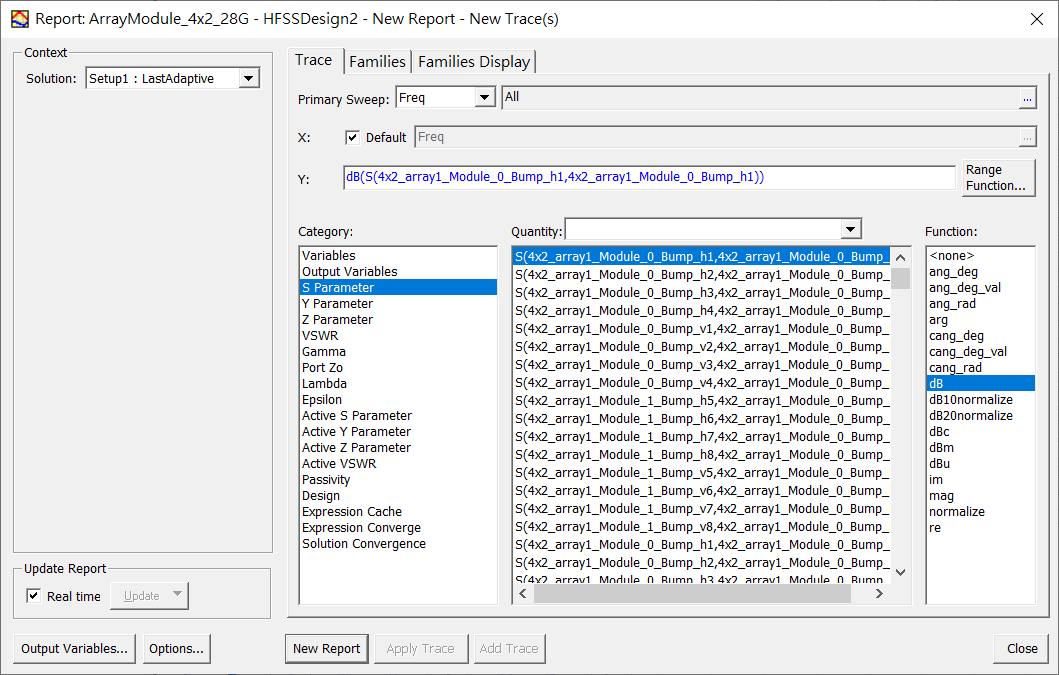 Report: ArrayModule_4x2_28G - HFSSDesign2 - New Report - New Trace(s)
Context
Solution: Setup1 : LastAdaptive
Trace Families Families Display
Primary Sweep: Freq All ...
X: Default Freq ...
Y: dB(S(4x2_array1_Module_0_Bump_h1,4x2_array1_Module_0_Bump_h1))
Range
Function...
Category:
Variables
Output Variables
S Parameter
Y Parameter
Z Parameter
VSWR
Gamma
Port Zo
Lambda
Epsilon
Active S Parameter
Active Y Parameter
Active Z Parameter
Active VSWR
Passivity
Design
Expression Cache
Expression Converge
Solution Convergence
Quantity:
S(4x2_array1_Module_0_Bump_h1,4x2_array1_Module_0_Bump_
S(4x2_array1_Module_0_Bump_h2,4x2_array1_Module_0_Bump_
S(4x2_array1_Module_0_Bump_h3,4x2_array1_Module_0_Bump_
S(4x2_array1_Module_0_Bump_h4,4x2_array1_Module_0_Bump_
S(4x2_array1_Module_0_Bump_v1,4x2_array1_Module_0_Bump_
S(4x2_array1_Module_0_Bump_v2,4x2_array1_Module_0_Bump_
S(4x2_array1_Module_0_Bump_v3,4x2_array1_Module_0_Bump_
S(4x2_array1_Module_0_Bump_v4,4x2_array1_Module_0_Bump_
S(4x2_array1_Module_1_Bump_h5,4x2_array1_Module_0_Bump_
S(4x2_array1_Module_1_Bump_h6,4x2_array1_Module_0_Bump_
S(4x2_array1_Module_1_Bump_h7,4x2_array1_Module_0_Bump_
S(4x2_array1_Module_1_Bump_h8,4x2_array1_Module_0_Bump_
S(4x2_array1_Module_1_Bump_v5,4x2_array1_Module_0_Bump_
S(4x2_array1_Module_1_Bump_v6,4x2_array1_Module_0_Bump_
S(4x2_array1_Module_1_Bump_v7,4x2_array1_Module_0_Bump_
S(4x2_array1_Module_1_Bump_v8,4x2_array1_Module_0_Bump_
S(4x2_array1_Module_0_Bump_h1,4x2_array1_Module_0_Bump_
S(4x2_array1_Module_0_Bump_h2,4x2_array1_Module_0_Bump_
S(4x2_array1_Module_0_Bump_h3,4x2_array1_Module_0_Bump_
Function:
<none>
ang_deg
ang_deg_val
ang_rad
arg
cang_deg
cang_deg_val
cang_rad
dB
dB10normalize
dB20normalize
dBc
dBm
dBu
im
mag
normalize
re
Update Report
Real time Update
Output Variables... Options... New Report Apply Trace Add Trace Close